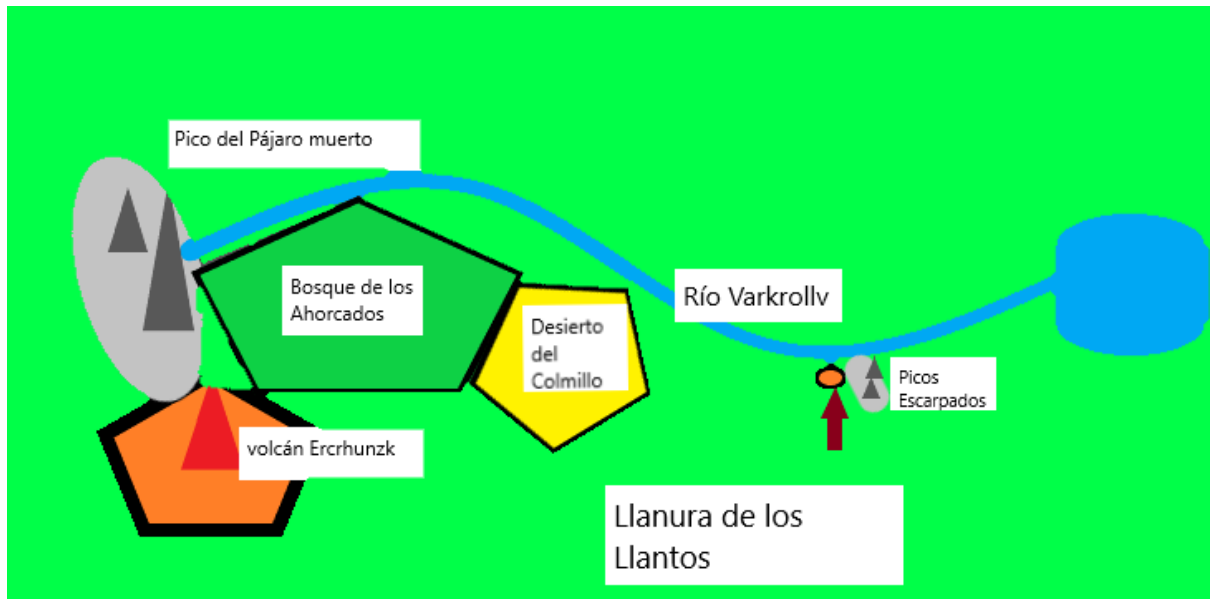 Pico del Pájaro muerto
Bosque de los
Ahorcados
Río Varkrollv
Desierto
del
Colmillo
Picos
Escarpados
volcán Ercrhunzk
Llanura de los
Llantos